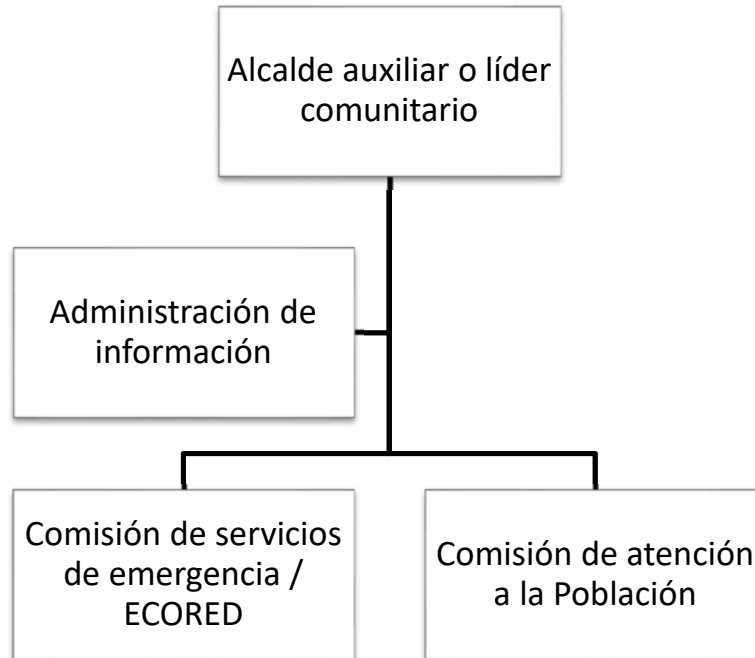 Alcalde auxiliar o líder
comunitario
Administración de
información
Comisión de servicios
de emergencia /
ECORED
Comisión de atención
a la Población